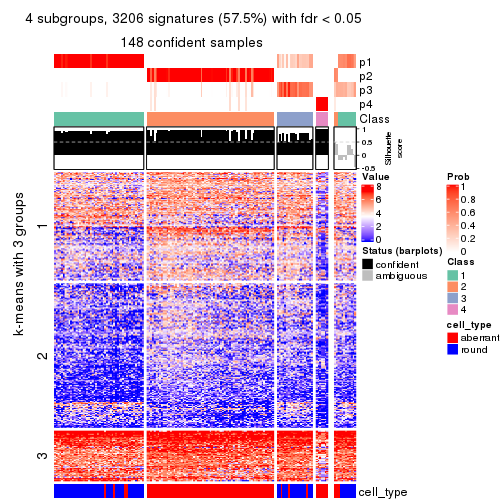 4 subgroups, 3206 signatures (57.5%) with fdr < 0.05
148 confident samples
p1
p2
p3
p4
Class
1
0.5
0
-0.5
Silhouette
score
k-means with 3 groups
1
2
3
cell_type
Value
8
6
4
2
0
Status (barplots)
confident
ambiguous
Prob
1
0.8
0.6
0.4
0.2
0
Class
1
2
3
4
cell_type
aberrant
round